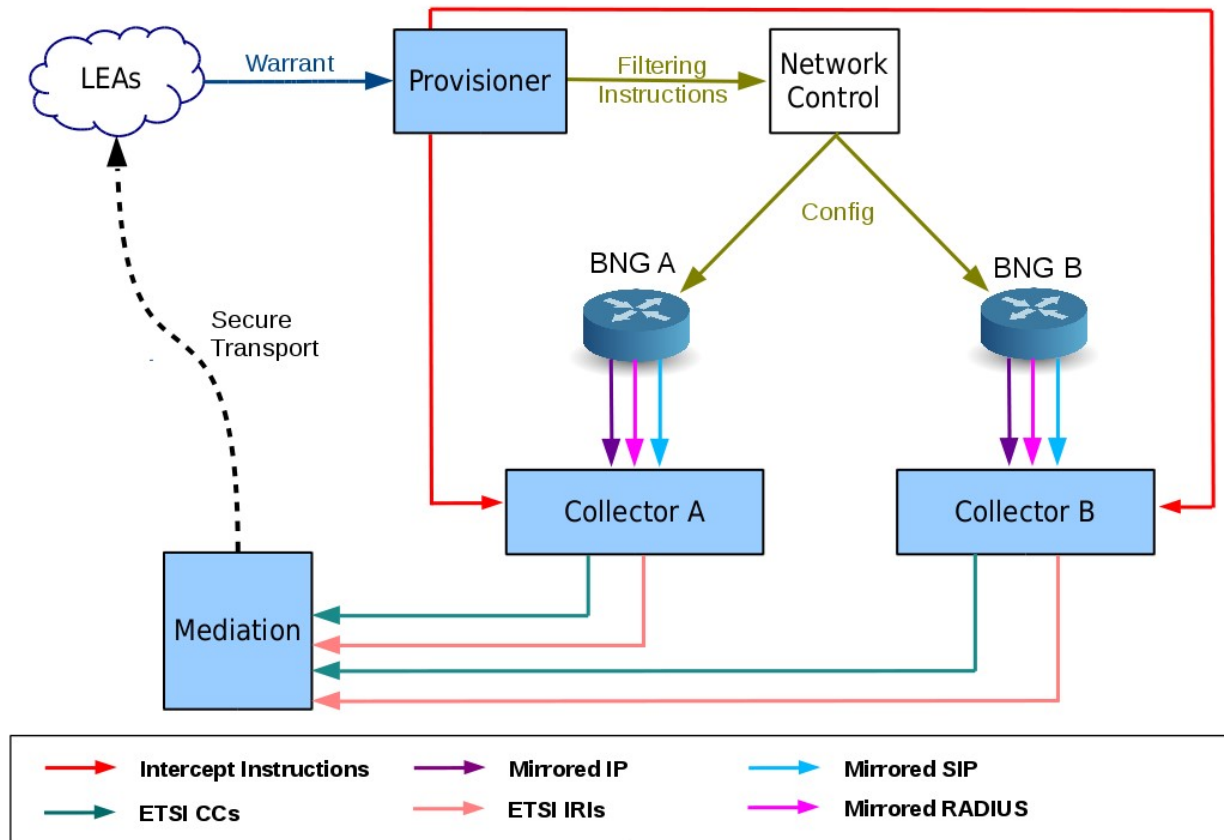 LEAs
Warrant
Provisioner
Filtering
Instructions
Network
Control
Config
BNG A
BNG B
Secure
Transport
Collector A
Collector B
Mediation
Intercept Instructions
Mirrored IP
Mirrored SIP
ETSI CCs
ETSI IRIs
Mirrored RADIUS